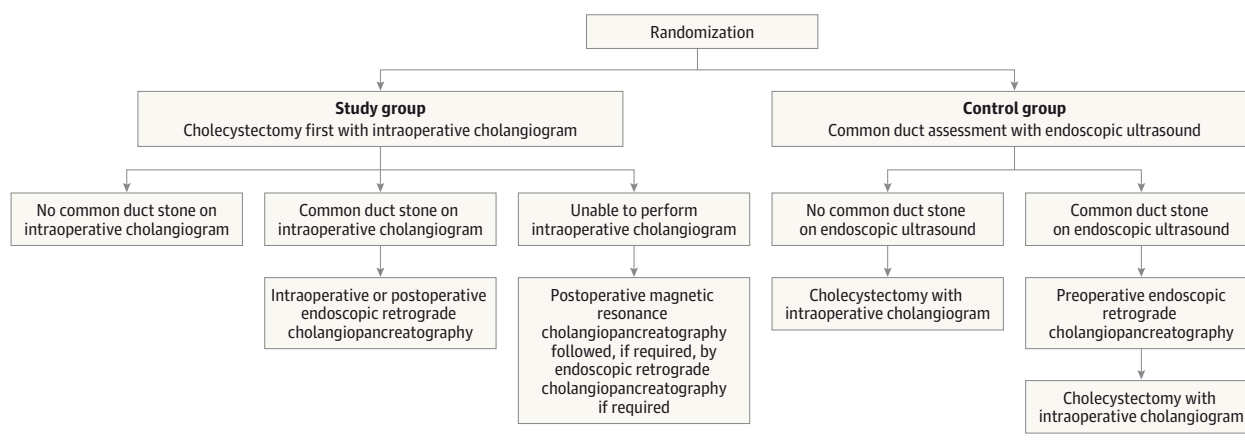 Randomization
Study group
Cholecystectomy first with intraoperative cholangiogram
Control group
Common duct assessment with endoscopic ultrasound
No common duct stone on
intraoperative cholangiogram
Common duct stone on
intraoperative cholangiogram
Unable to perform
intraoperative cholangiogram
No common duct stone
on endoscopic ultrasound
Common duct stone
on endoscopic ultrasound
Intraoperative or postoperative
endoscopic retrograde
cholangiopancreatography
Postoperative magnetic
resonance
cholangiopancreatography
followed, if required, by
endoscopic retrograde
cholangiopancreatography
if required
Cholecystectomy with
intraoperative cholangiogram
Preoperative endoscopic
retrograde
cholangiopancreatography
Cholecystectomy with
intraoperative cholangiogram